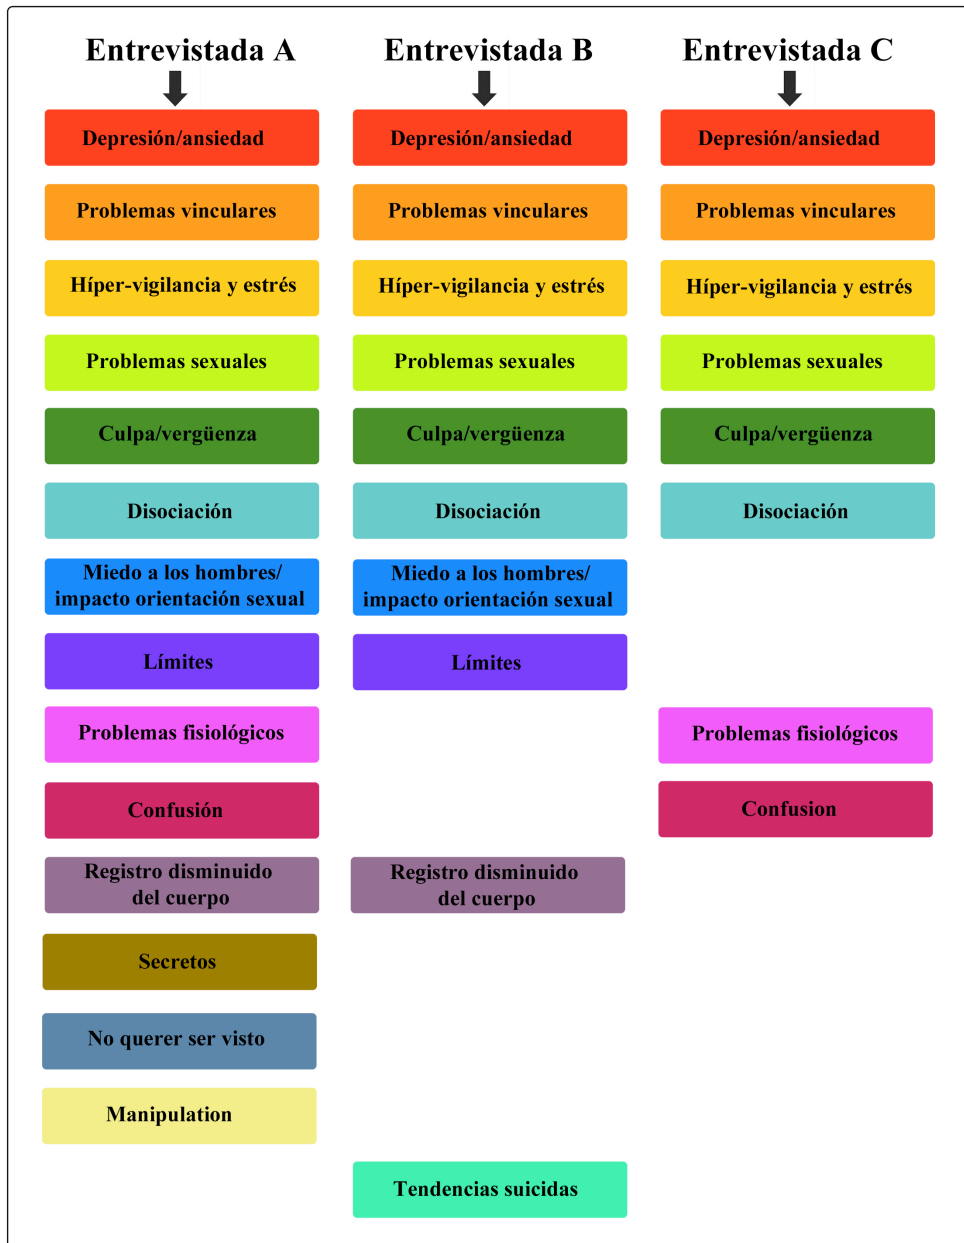 Entrevistada A
Entrevistada B
Entrevistada C
Depresión/ansiedad
Depresión/ansiedad
Depresión/ansiedad
Problemas vinculares
Problemas vinculares
Problemas vinculares
Híper-vigilancia y estrés
Híper-vigilancia y estrés
Híper-vigilancia y estrés
Problemas sexuales
Problemas sexuales
Problemas sexuales
Culpa/vergüenza
Culpa/vergüenza
Culpa/vergüenza
Disociación
Disociación
Disociación
Miedo a los hombres/
impacto orientación sexual
Miedo a los hombres/
impacto orientación sexual
Límites
Límites
Problemas fisiológicos
Problemas fisiológicos
Confusión
Confusion
Registro disminuido
del cuerpo
Registro disminuido
del cuerpo
Secretos
No querer ser visto
Manipulation
Tendencias suicidas